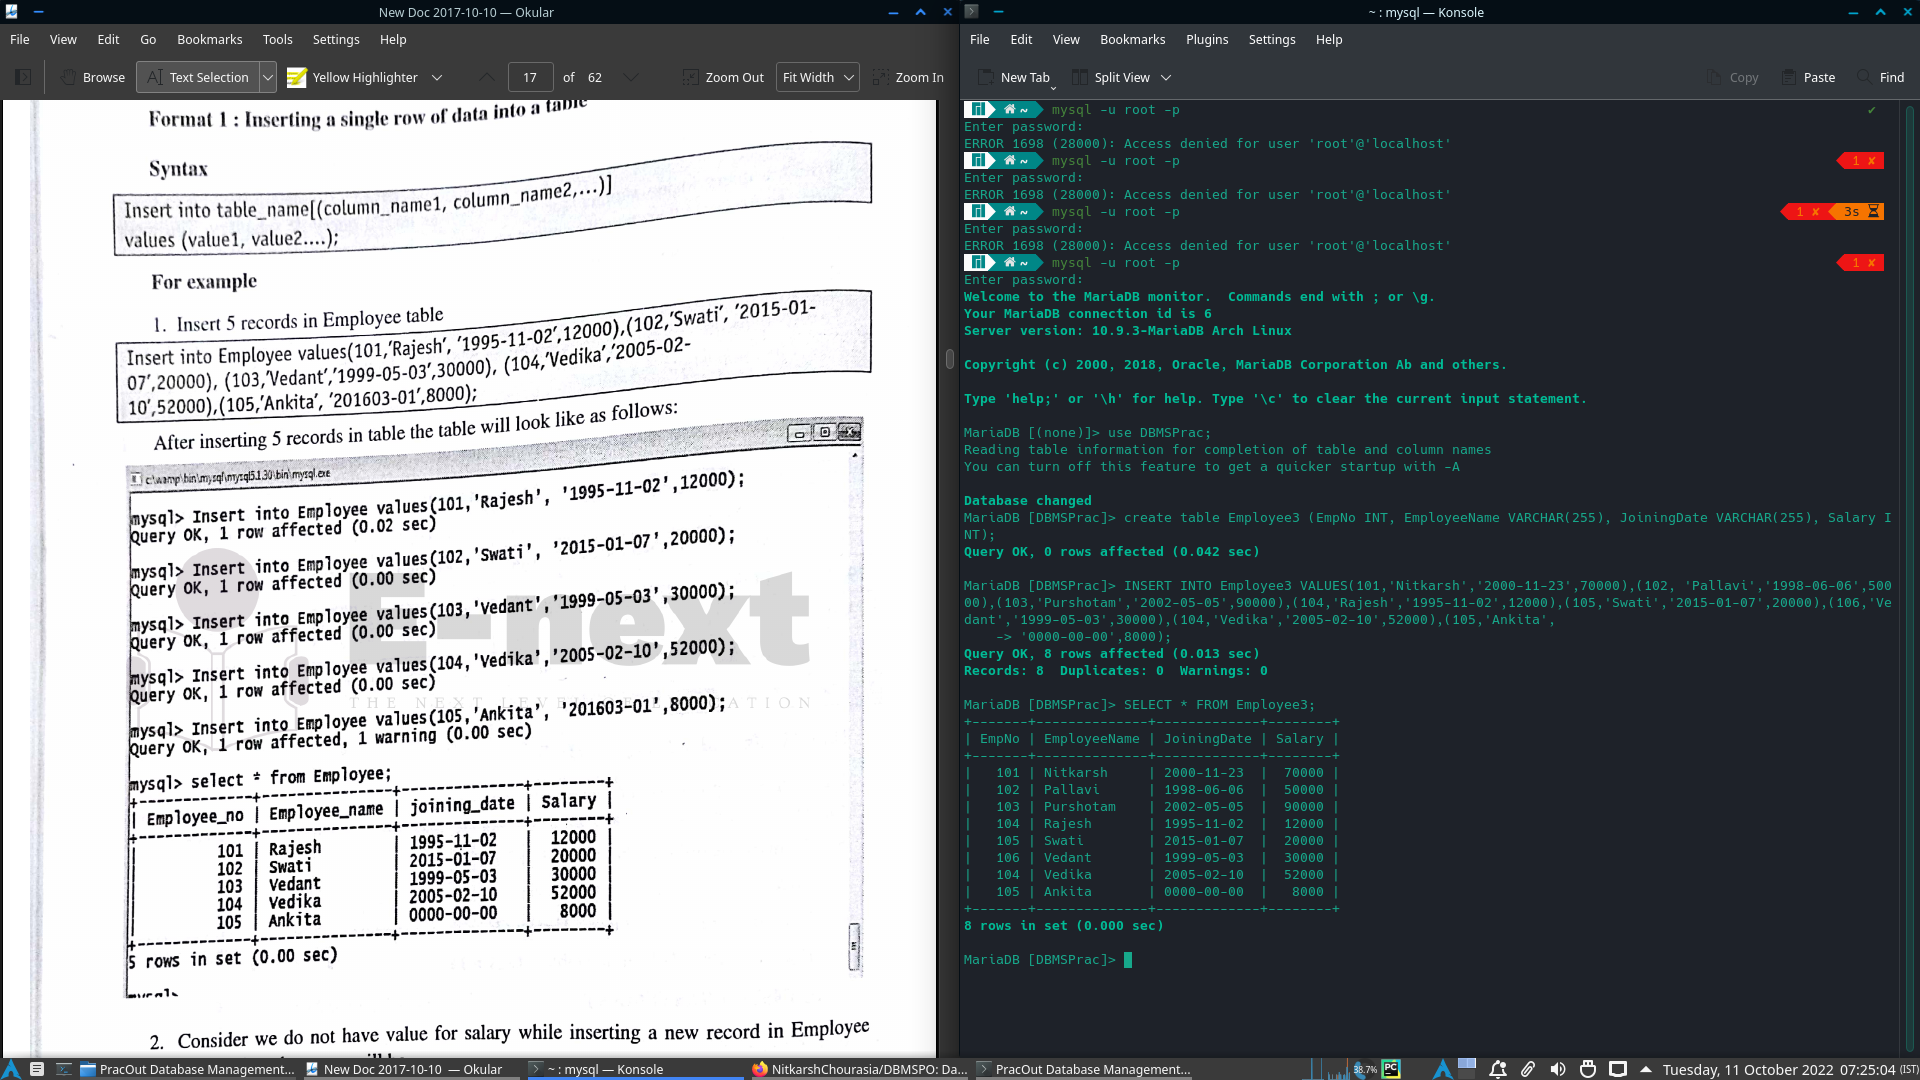 New Doc 2017-10-10 — Okular
File View Edit Go Bookmarks Tools Settings Help
Browse Text Selection Yellow Highlighter 17 of 62 Zoom Out Fit Width Zoom In
Format 1 : Inserting a single row of data into a table
Syntax
Insert into table_name[(column_name1, column_name2,...)]
values (value1, value2....);
For example
1. Insert 5 records in Employee table
Insert into Employee values(101,'Rajesh', '1995-11-02',12000),(102,'Swati', '2015-01-
07',20000), (103,'Vedant','1999-05-03',30000), (104,'Vedika','2005-02-
10',52000),(105,'Ankita', '201603-01',8000);
After inserting 5 records in table the table will look like as follows:
c:\wamp\bin\mysql\mysql5.1.30\bin\mysql.exe
mysql> Insert into Employee values(101,'Rajesh', '1995-11-02',12000);
Query OK, 1 row affected (0.02 sec)
mysql> Insert into Employee values(102,'Swati', '2015-01-07',20000);
Query OK, 1 row affected (0.00 sec)
mysql> Insert into Employee values(103,'Vedant','1999-05-03',30000);
Query OK, 1 row affected (0.00 sec)
mysql> Insert into Employee values(104,'Vedika','2005-02-10',52000);
Query OK, 1 row affected (0.00 sec)
mysql> Insert into Employee values(105,'Ankita', '201603-01',8000);
Query OK, 1 row affected, 1 warning (0.00 sec)
E-next
THE NEXT LEVEL OF EDUCATION
mysql> select * from Employee;
| Employee_no | Employee_name | joining_date | Salary |
| 101 | Rajesh | 1995-11-02 | 12000 |
| 102 | Swati | 2015-01-07 | 20000 |
| 103 | Vedant | 1999-05-03 | 30000 |
| 104 | Vedika | 2005-02-10 | 52000 |
| 105 | Ankita | 0000-00-00 | 8000 |
5 rows in set (0.00 sec)
mysql>
2. Consider we do not have value for salary while inserting a new record in Employee
~ : mysql — Konsole
File Edit View Bookmarks Plugins Settings Help
New Tab Split View Copy Paste Find
~ mysql -u root -p ✔
Enter password:
ERROR 1698 (28000): Access denied for user 'root'@'localhost'
~ mysql -u root -p 1 ✘
Enter password:
ERROR 1698 (28000): Access denied for user 'root'@'localhost'
~ mysql -u root -p 1 ✘ 3s
Enter password:
ERROR 1698 (28000): Access denied for user 'root'@'localhost'
~ mysql -u root -p 1 ✘
Enter password:
Welcome to the MariaDB monitor.  Commands end with ; or \g.
Your MariaDB connection id is 6
Server version: 10.9.3-MariaDB Arch Linux
Copyright (c) 2000, 2018, Oracle, MariaDB Corporation Ab and others.
Type 'help;' or '\h' for help. Type '\c' to clear the current input statement.
MariaDB [(none)]> use DBMSPrac;
Reading table information for completion of table and column names
You can turn off this feature to get a quicker startup with -A
Database changed
MariaDB [DBMSPrac]> create table Employee3 (EmpNo INT, EmployeeName VARCHAR(255), JoiningDate VARCHAR(255), Salary I
NT);
Query OK, 0 rows affected (0.042 sec)
MariaDB [DBMSPrac]> INSERT INTO Employee3 VALUES(101,'Nitkarsh','2000-11-23',70000),(102, 'Pallavi','1998-06-06',500
00),(103,'Purshotam','2002-05-05',90000),(104,'Rajesh','1995-11-02',12000),(105,'Swati','2015-01-07',20000),(106,'Ve
dant','1999-05-03',30000),(104,'Vedika','2005-02-10',52000),(105,'Ankita',
-> '0000-00-00',8000);
Query OK, 8 rows affected (0.013 sec)
Records: 8  Duplicates: 0  Warnings: 0
MariaDB [DBMSPrac]> SELECT * FROM Employee3;
+-------+--------------+-------------+--------+
| EmpNo | EmployeeName | JoiningDate | Salary |
+-------+--------------+-------------+--------+
|   101 | Nitkarsh     | 2000-11-23  |  70000 |
|   102 | Pallavi      | 1998-06-06  |  50000 |
|   103 | Purshotam    | 2002-05-05  |  90000 |
|   104 | Rajesh       | 1995-11-02  |  12000 |
|   105 | Swati        | 2015-01-07  |  20000 |
|   106 | Vedant       | 1999-05-03  |  30000 |
|   104 | Vedika       | 2005-02-10  |  52000 |
|   105 | Ankita       | 0000-00-00  |   8000 |
+-------+--------------+-------------+--------+
8 rows in set (0.000 sec)
MariaDB [DBMSPrac]>
PracOut Database Management... New Doc 2017-10-10 — Okular ~ : mysql — Konsole NitkarshChourasia/DBMSPO: Da... PracOut Database Management... 38.7% PC Tuesday, 11 October 2022 07:25:04 (IST)